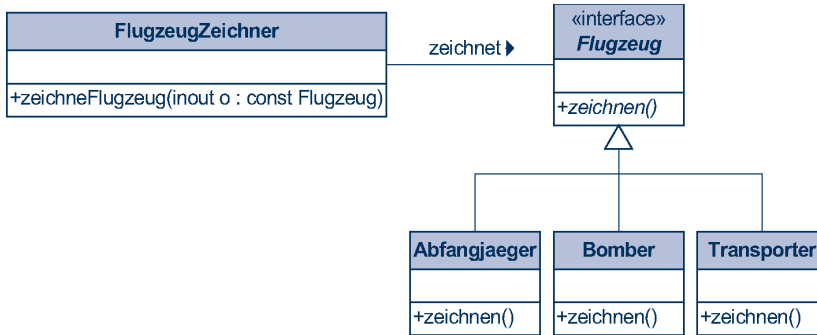 FlugzeugZeichner
+zeichneFlugzeug(inout o : const Flugzeug)
zeichnet
«interface»
Flugzeug
+zeichnen()
Abfangjaeger
+zeichnen()
Bomber
+zeichnen()
Transporter
+zeichnen()